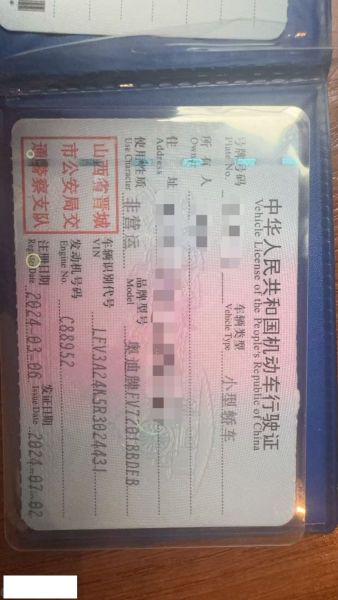 中华人民共和国机动车行驶证
Vehicle License of the People's Republic of China
号牌号码
Plate No.
车辆类型 小型轿车
Vehicle Type
所有人
Owner
住址
Address
使用性质 非营运
Use Character
品牌型号 奥迪牌FV7201BBDEB
Model
山西省晋城
市公安局交
通警察支队
车辆识别代号 LFV3A24K5R3024431
VIN
发动机号码 C88952
Engine No.
注册日期 2024-03-06
Register Date
发证日期 2024-07-02
Issue Date